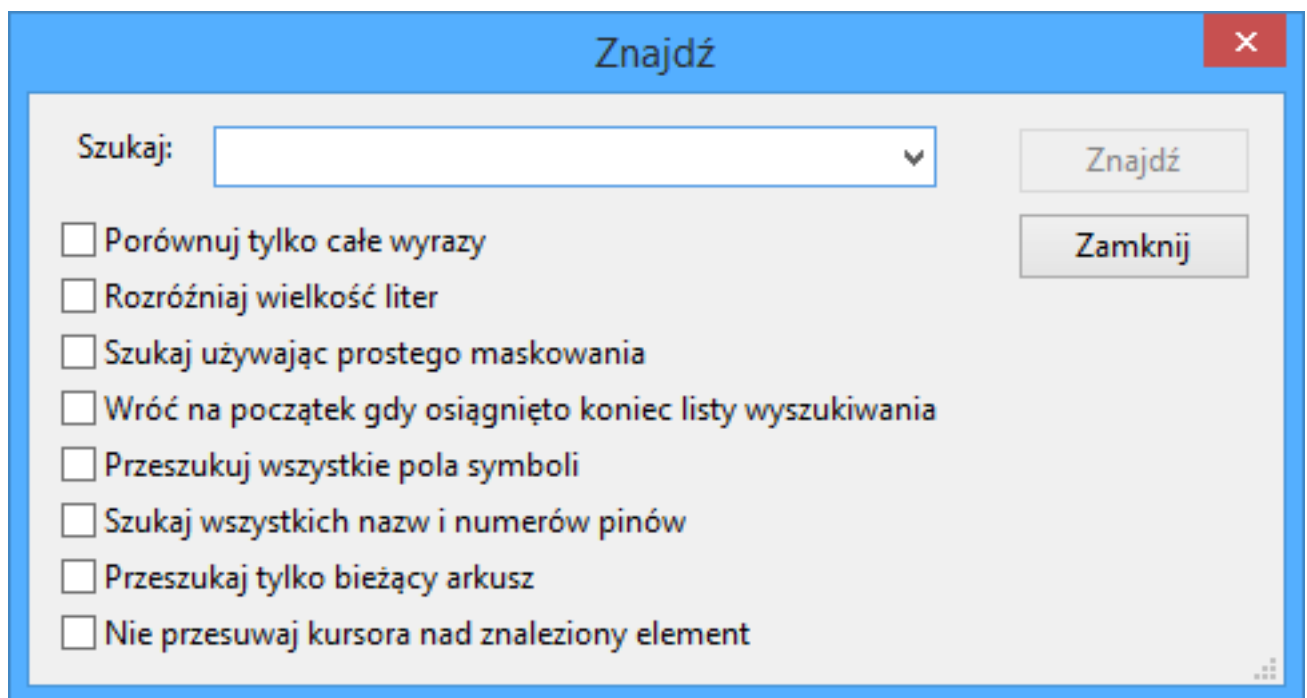 Znajdź
Szukaj:
Znajdź
Porównuj tylko całe wyrazy
Zamknij
Rozróźniaj wielkość liter
Szukaj używając prostego maskowania
Wróć na początek gdy osiągnięto koniec listy wyszukiwania
Przeszukuj wszystkie pola symboli
Szukaj wszystkich nazw i numerów pinów
Przeszukaj tylko bieżący arkusz
Nie przesuwaj kursora nad znaleziony element